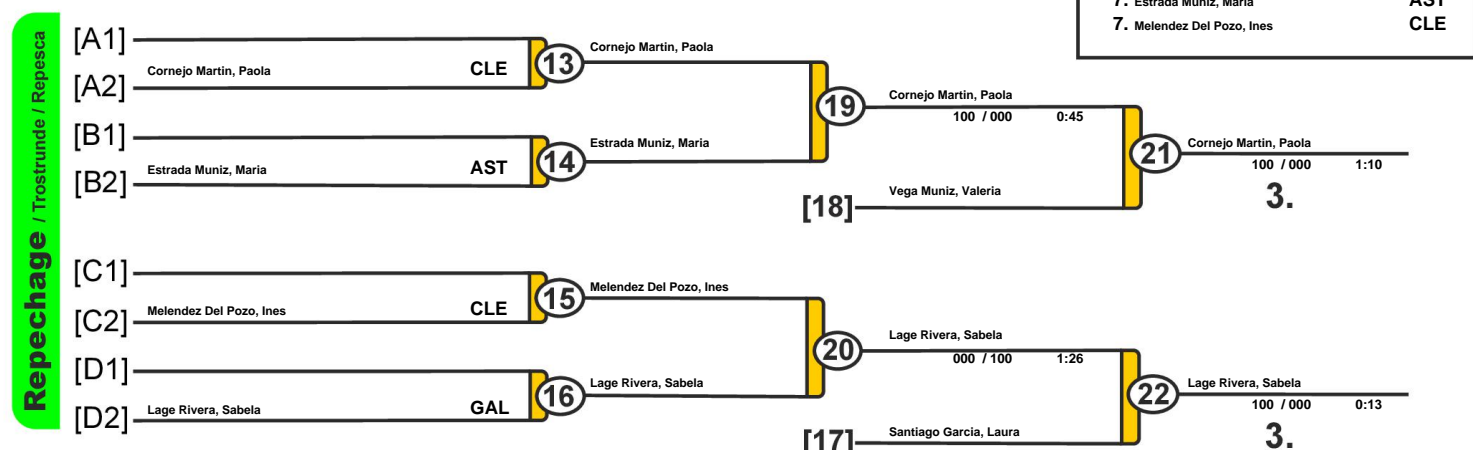 7. Estrada Muniz, Maria AST
7. Melendez Del Pozo, Ines CLE
Repechage / Trostrunde / Repesca
[A1]
Cornejo Martin, Paola CLE
[A2]
13
Cornejo Martin, Paola
[B1]
Estrada Muniz, Maria AST
[B2]
14
Estrada Muniz, Maria
19
Cornejo Martin, Paola
100 / 000 0:45
[18]
Vega Muniz, Valeria
21
Cornejo Martin, Paola
100 / 000 1:10
3.
[C1]
Melendez Del Pozo, Ines CLE
[C2]
15
Melendez Del Pozo, Ines
[D1]
Lage Rivera, Sabela GAL
[D2]
16
Lage Rivera, Sabela
20
Lage Rivera, Sabela
000 / 100 1:26
[17]
Santiago Garcia, Laura
22
Lage Rivera, Sabela
100 / 000 0:13
3.